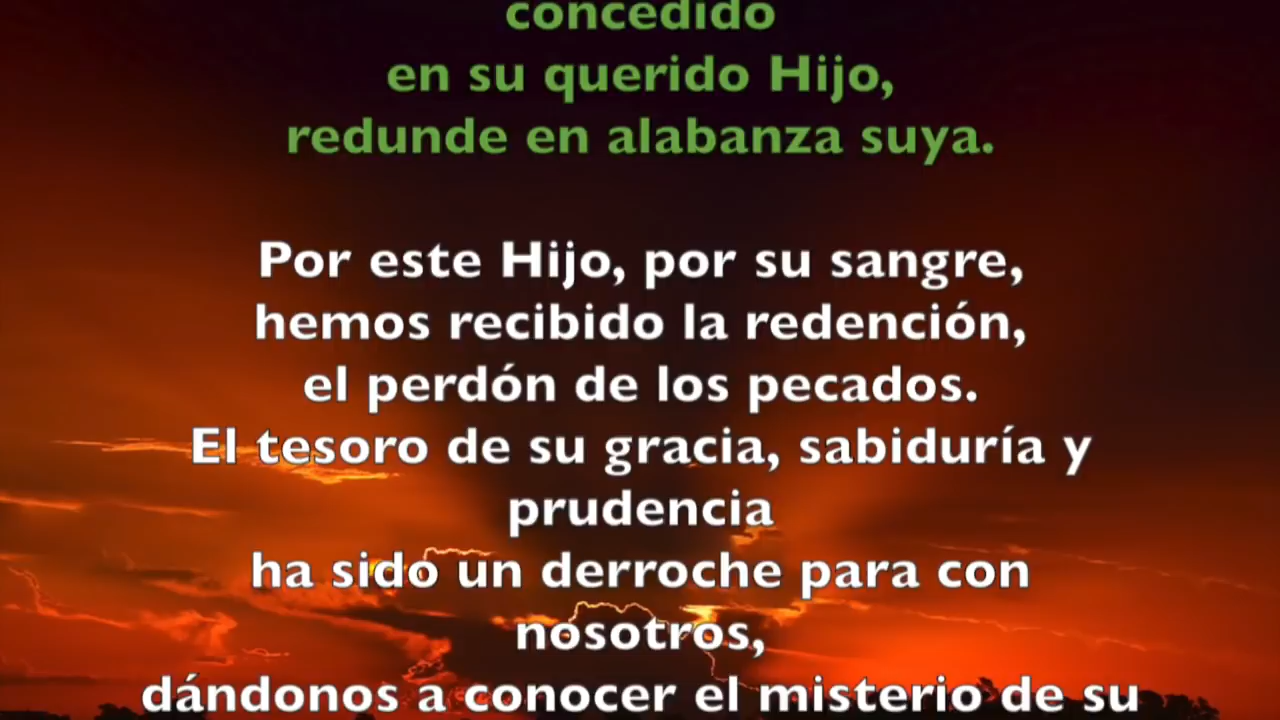 concedido
en su querido Hijo,
redunde en alabanza suya.
Por este Hijo, por su sangre,
hemos recibido la redención,
el perdón de los pecados.
El tesoro de su gracia, sabiduría y
prudencia
ha sido un derroche para con
nosotros,
dándonos a conocer el misterio de su